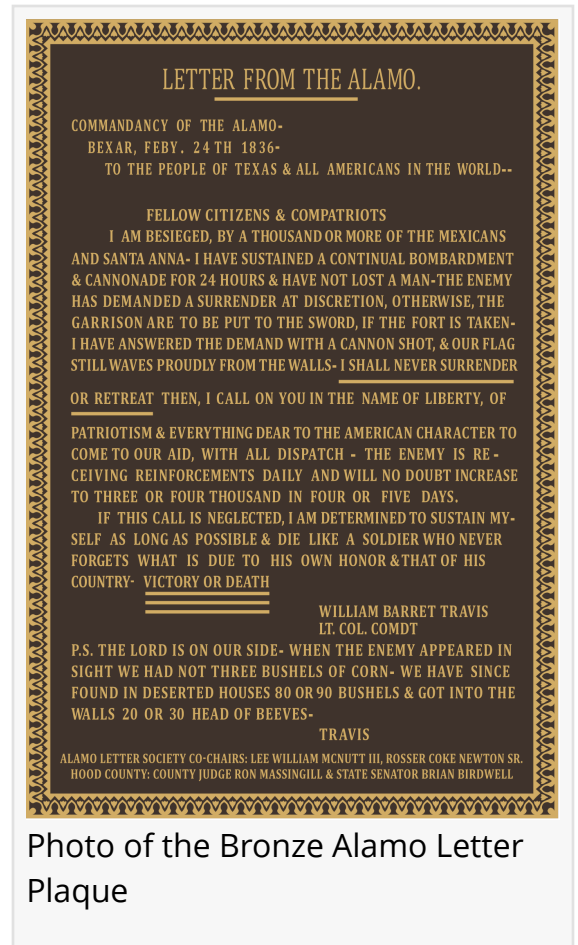 LETTER FROM THE ALAMO.
COMMANDANCY OF THE ALAMO-
BEXAR, FEBY. 24TH 1836-
TO THE PEOPLE OF TEXAS & ALL AMERICANS IN THE WORLD--
FELLOW CITIZENS & COMPATRIOTS
I AM BESIEGED, BY A THOUSAND OR MORE OF THE MEXICANS
AND SANTA ANNA- I HAVE SUSTAINED A CONTINUAL BOMBARDMENT
& CANNONADE FOR 24 HOURS & HAVE NOT LOST A MAN-THE ENEMY
HAS DEMANDED A SURRENDER AT DISCRETION, OTHERWISE, THE
GARRISON ARE TO BE PUT TO THE SWORD, IF THE FORT IS TAKEN-
I HAVE ANSWERED THE DEMAND WITH A CANNON SHOT, & OUR FLAG
STILL WAVES PROUDLY FROM THE WALLS- I SHALL NEVER SURRENDER
OR RETREAT THEN, I CALL ON YOU IN THE NAME OF LIBERTY, OF
PATRIOTISM & EVERYTHING DEAR TO THE AMERICAN CHARACTER TO
COME TO OUR AID, WITH ALL DISPATCH - THE ENEMY IS RE-
CEIVING REINFORCEMENTS DAILY AND WILL NO DOUBT INCREASE
TO THREE OR FOUR THOUSAND IN FOUR OR FIVE DAYS.
IF THIS CALL IS NEGLECTED, I AM DETERMINED TO SUSTAIN MY-
SELF AS LONG AS POSSIBLE & DIE LIKE A SOLDIER WHO NEVER
FORGETS WHAT IS DUE TO HIS OWN HONOR & THAT OF HIS
COUNTRY- VICTORY OR DEATH
WILLIAM BARRET TRAVIS
LT. COL. COMDT
P.S. THE LORD IS ON OUR SIDE- WHEN THE ENEMY APPEARED IN
SIGHT WE HAD NOT THREE BUSHELS OF CORN- WE HAVE SINCE
FOUND IN DESERTED HOUSES 80 OR 90 BUSHELS & GOT INTO THE
WALLS 20 OR 30 HEAD OF BEEVES-
TRAVIS
ALAMO LETTER SOCIETY CO-CHAIRS: LEE WILLIAM MCNUTT III, ROSSER COKE NEWTON SR.
HOOD COUNTY: COUNTY JUDGE RON MASSINGILL & STATE SENATOR BRIAN BIRDWELL
Photo of the Bronze Alamo Letter
Plaque